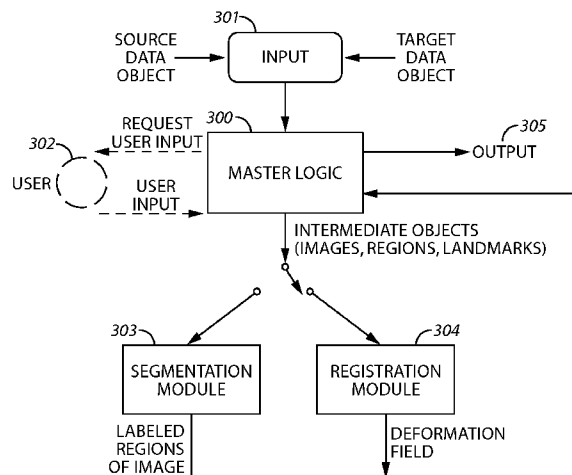 301
SOURCE
DATA
OBJECT
INPUT
TARGET
DATA
OBJECT
300
302
REQUEST
USER INPUT
USER
USER
INPUT
MASTER LOGIC
305
OUTPUT
INTERMEDIATE OBJECTS
(IMAGES, REGIONS, LANDMARKS)
303
SEGMENTATION
MODULE
304
REGISTRATION
MODULE
LABELED
REGIONS
OF IMAGE
DEFORMATION
FIELD